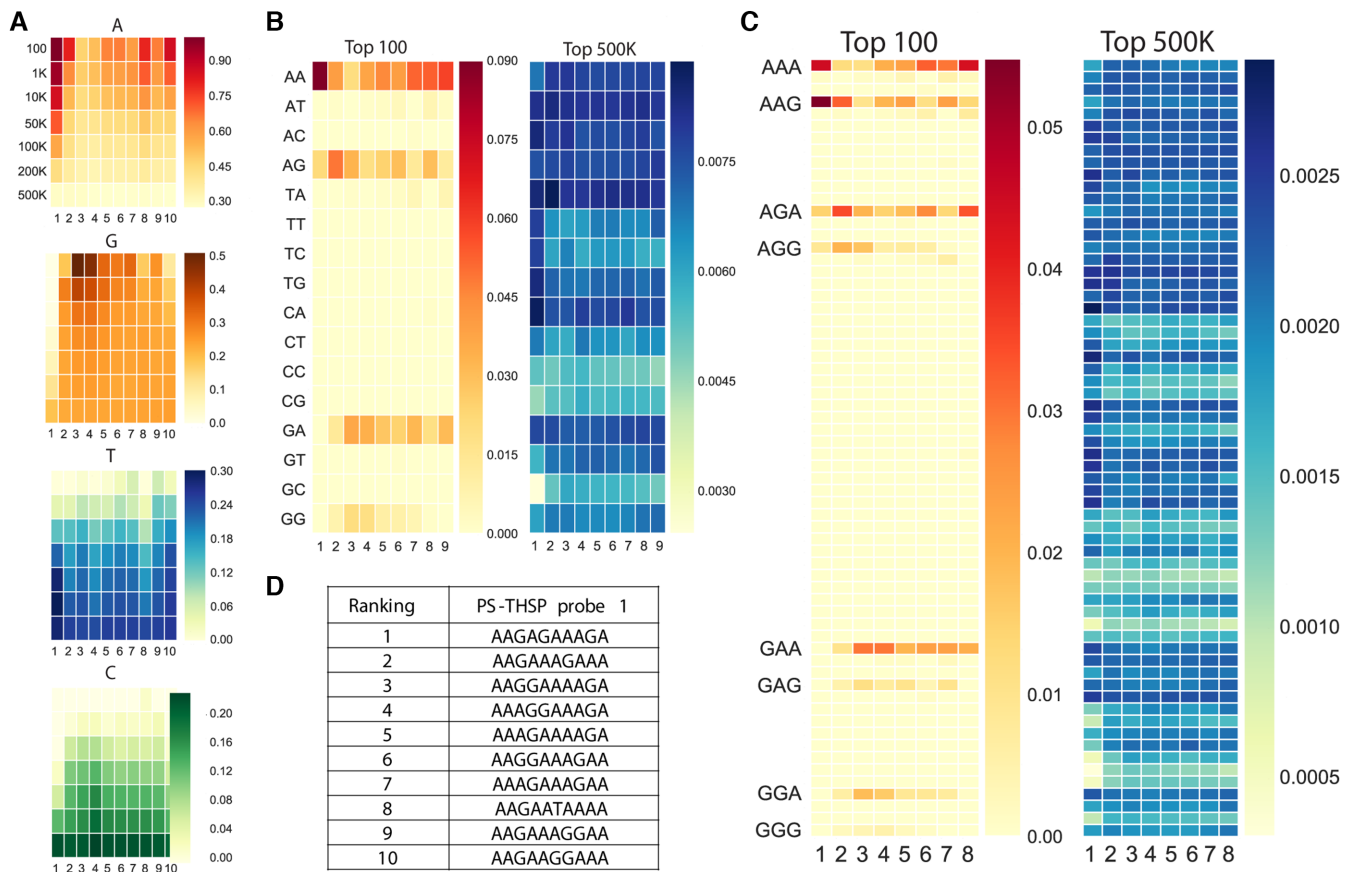 A
A
100
1K
10K
50K
100K
200K
500K
0.90
0.75
0.60
0.45
0.30
1 2 3 4 5 6 7 8 9 10
G
0.5
0.4
0.3
0.2
0.1
0.0
1 2 3 4 5 6 7 8 9 10
T
0.30
0.24
0.18
0.12
0.06
0.00
1 2 3 4 5 6 7 8 9 10
C
0.20
0.16
0.12
0.08
0.04
0.00
1 2 3 4 5 6 7 8 9 10
B
Top 100
AA
AT
AC
AG
TA
TT
TC
TG
CA
CT
CC
CG
GA
GT
GC
GG
1 2 3 4 5 6 7 8 9
0.090
0.075
0.060
0.045
0.030
0.015
0.000
Top 500K
1 2 3 4 5 6 7 8 9
0.0075
0.0060
0.0045
0.0030
C
Top 100
AAA
AAG
AGA
AGG
GAA
GAG
GGA
GGG
1 2 3 4 5 6 7 8
0.05
0.04
0.03
0.02
0.01
0.00
Top 500K
1 2 3 4 5 6 7 8
0.0025
0.0020
0.0015
0.0010
0.0005
D
Ranking PS-THSP probe 1
1 AAGAGAAAGA
2 AAGAAAGAAA
3 AAGGAAAAGA
4 AAAGGAAAGA
5 AAAGAAAAGA
6 AAGGAAAGAA
7 AAAGAAAGAA
8 AAGAATAAAA
9 AAGAAAGGAA
10 AAGAAGGAAA